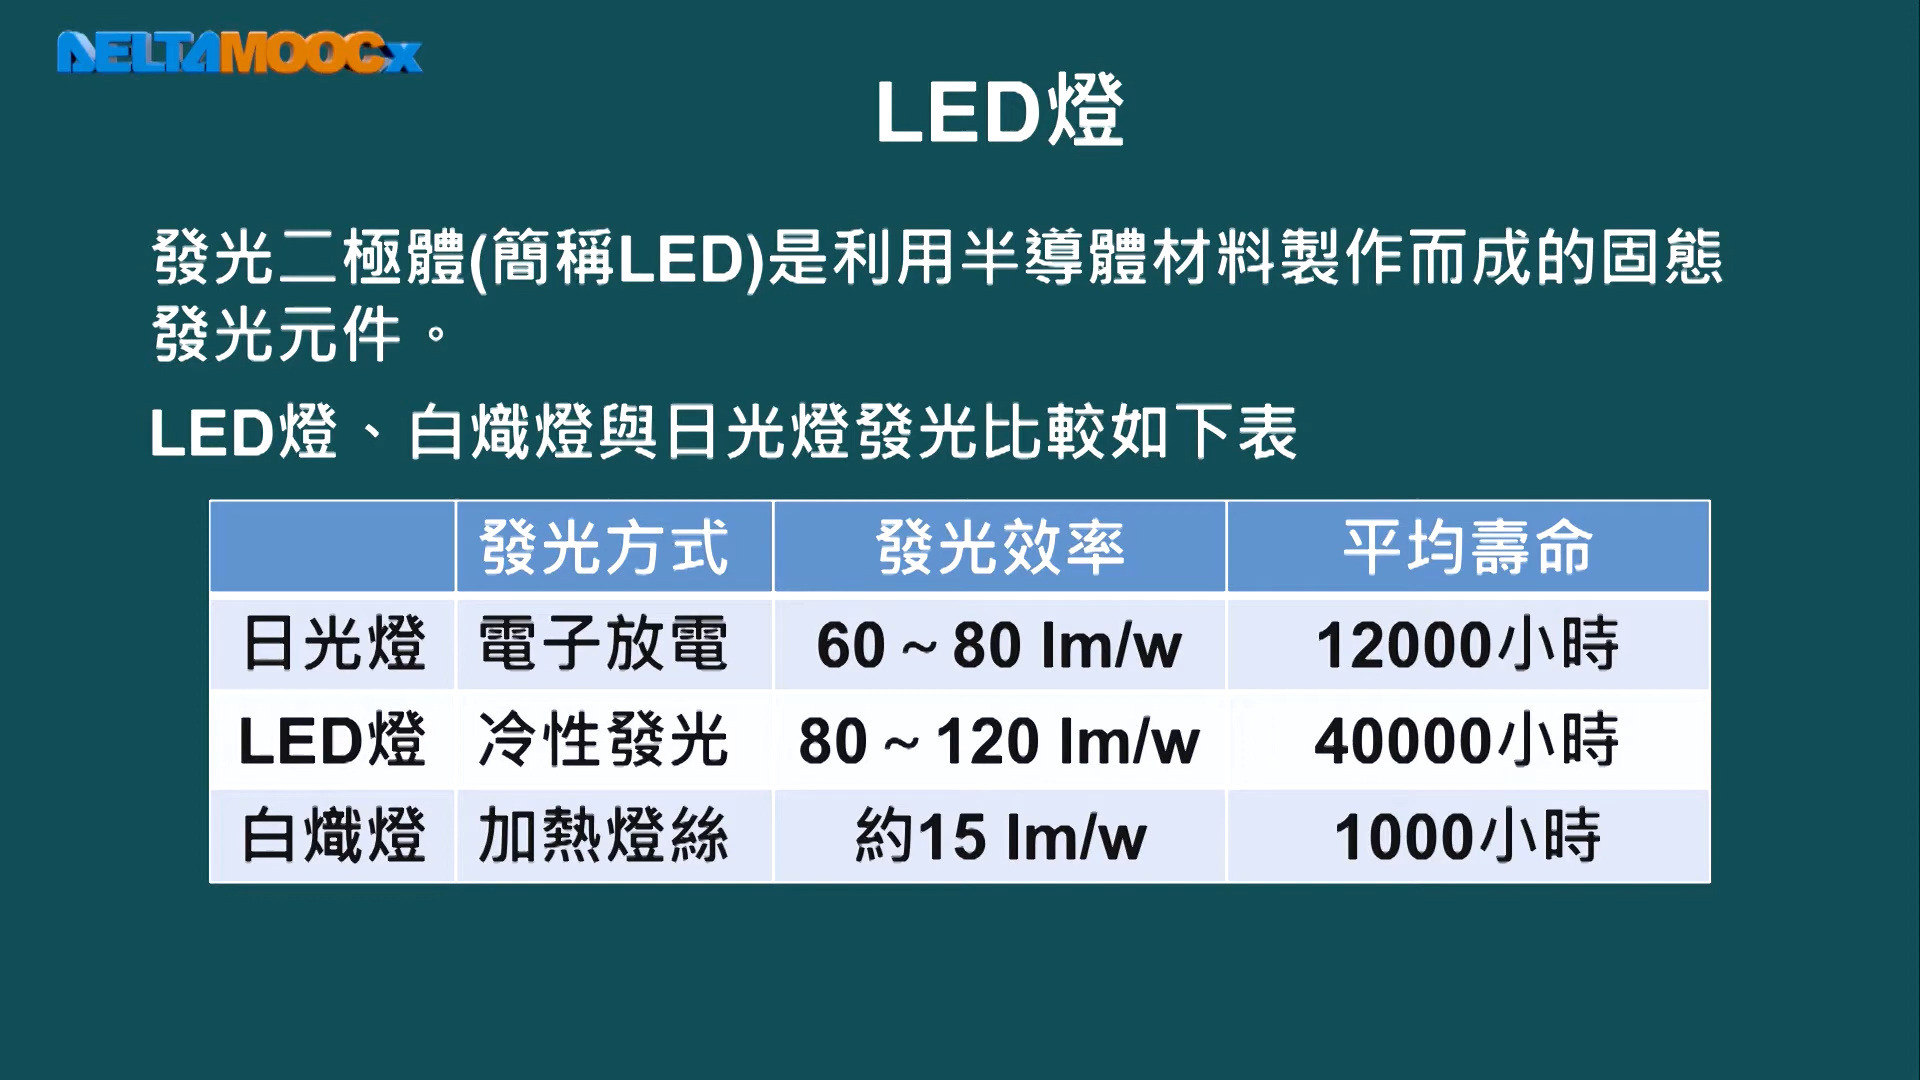 DELTAMOOCx
LED燈
發光二極體(簡稱LED)是利用半導體材料製作而成的固態
發光元件。
LED燈、白熾燈與日光燈發光比較如下表
發光方式 發光效率 平均壽命
日光燈 電子放電 60～80 lm/w 12000小時
LED燈 冷性發光 80～120 lm/w 40000小時
白熾燈 加熱燈絲 約15 lm/w 1000小時